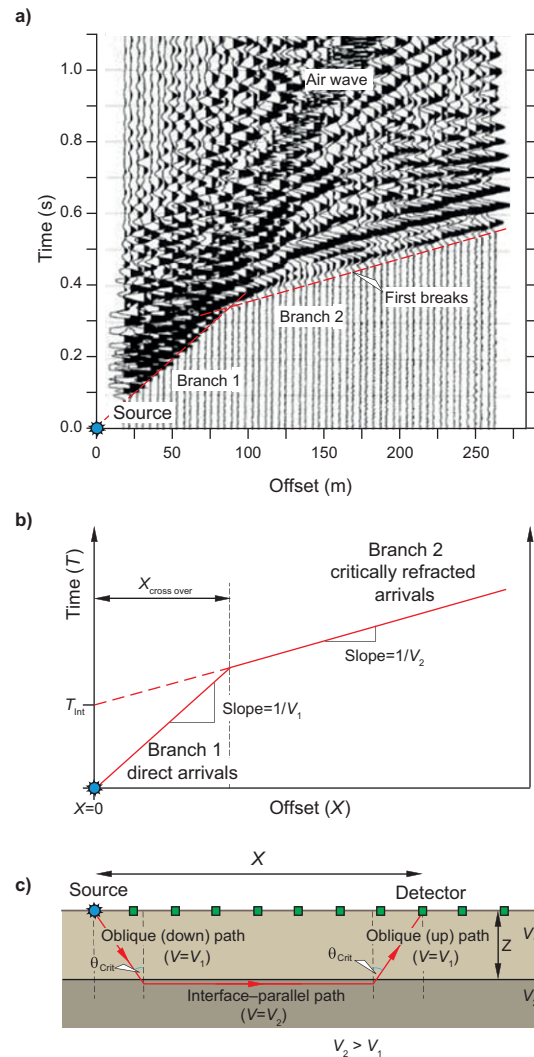 a)
1.0
0.8
0.6
0.4
0.2
0.0
Time (s)
Air wave
First breaks
Branch 2
Branch 1
Source
0
50
100
150
200
250
Offset (m)
b)
Time (T)
X cross over
Branch 2
critically refracted
arrivals
Slope=1/V2
T Int
Slope=1/V1
Branch 1
direct arrivals
X=0
Offset (X)
c)
X
Source
Detector
Oblique (down) path
(V=V1)
Oblique (up) path
(V=V1)
Z
θCrit
θCrit
Interface–parallel path
(V=V2)
V2 > V1